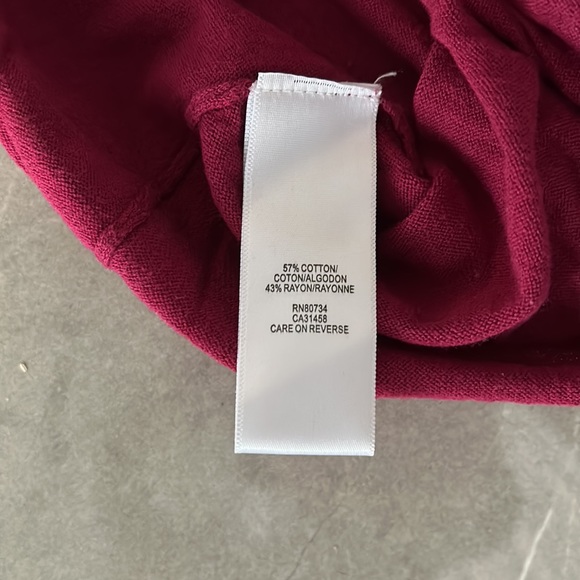 57% COTTON/
COTON/ALGODON
43% RAYON/RAYONNE
RN80734
CA31458
CARE ON REVERSE